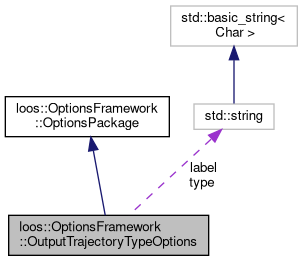 std::basic_string<
Char >
loos::OptionsFramework
::OptionsPackage
std::string
label
type
loos::OptionsFramework
::OutputTrajectoryTypeOptions